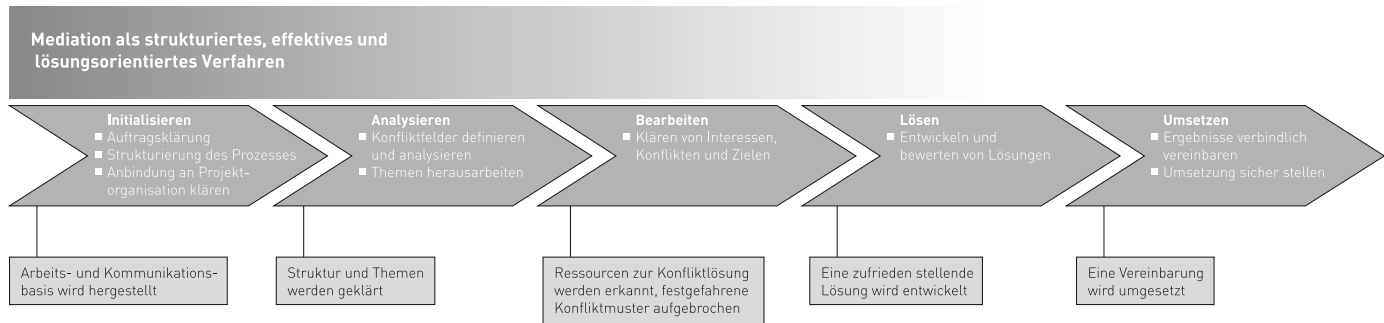 Mediation als strukturiertes, effektives und
lösungsorientiertes Verfahren
Initialisieren
■ Auftragsklärung
■ Strukturierung des Prozesses
■ Anbindung an Projekt-
organisation klären
Analysieren
■ Konfliktfelder definieren
und analysieren
■ Themen herausarbeiten
Bearbeiten
■ Klären von Interessen,
Konflikten und Zielen
Lösen
■ Entwickeln und
bewerten von Lösungen
Umsetzen
■ Ergebnisse verbindlich
vereinbaren
■ Umsetzung sicher stellen
Arbeits- und Kommunikations-
basis wird hergestellt
Struktur und Themen
werden geklärt
Ressourcen zur Konfliktlösung
werden erkannt, festgefahrene
Konfliktmuster aufgebrochen
Eine zufrieden stellende
Lösung wird entwickelt
Eine Vereinbarung
wird umgesetzt